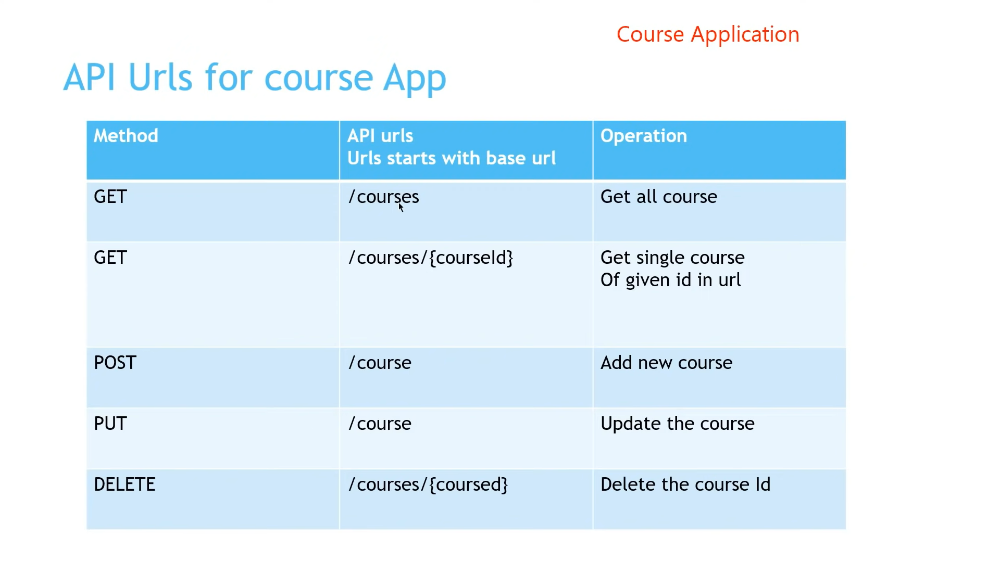 Course Application
API Urls for course App
Method
API urls
Urls starts with base url
Operation
GET
/courses
Get all course
GET
/courses/{courseId}
Get single course
Of given id in url
POST
/course
Add new course
PUT
/course
Update the course
DELETE
/courses/{coursed}
Delete the course Id